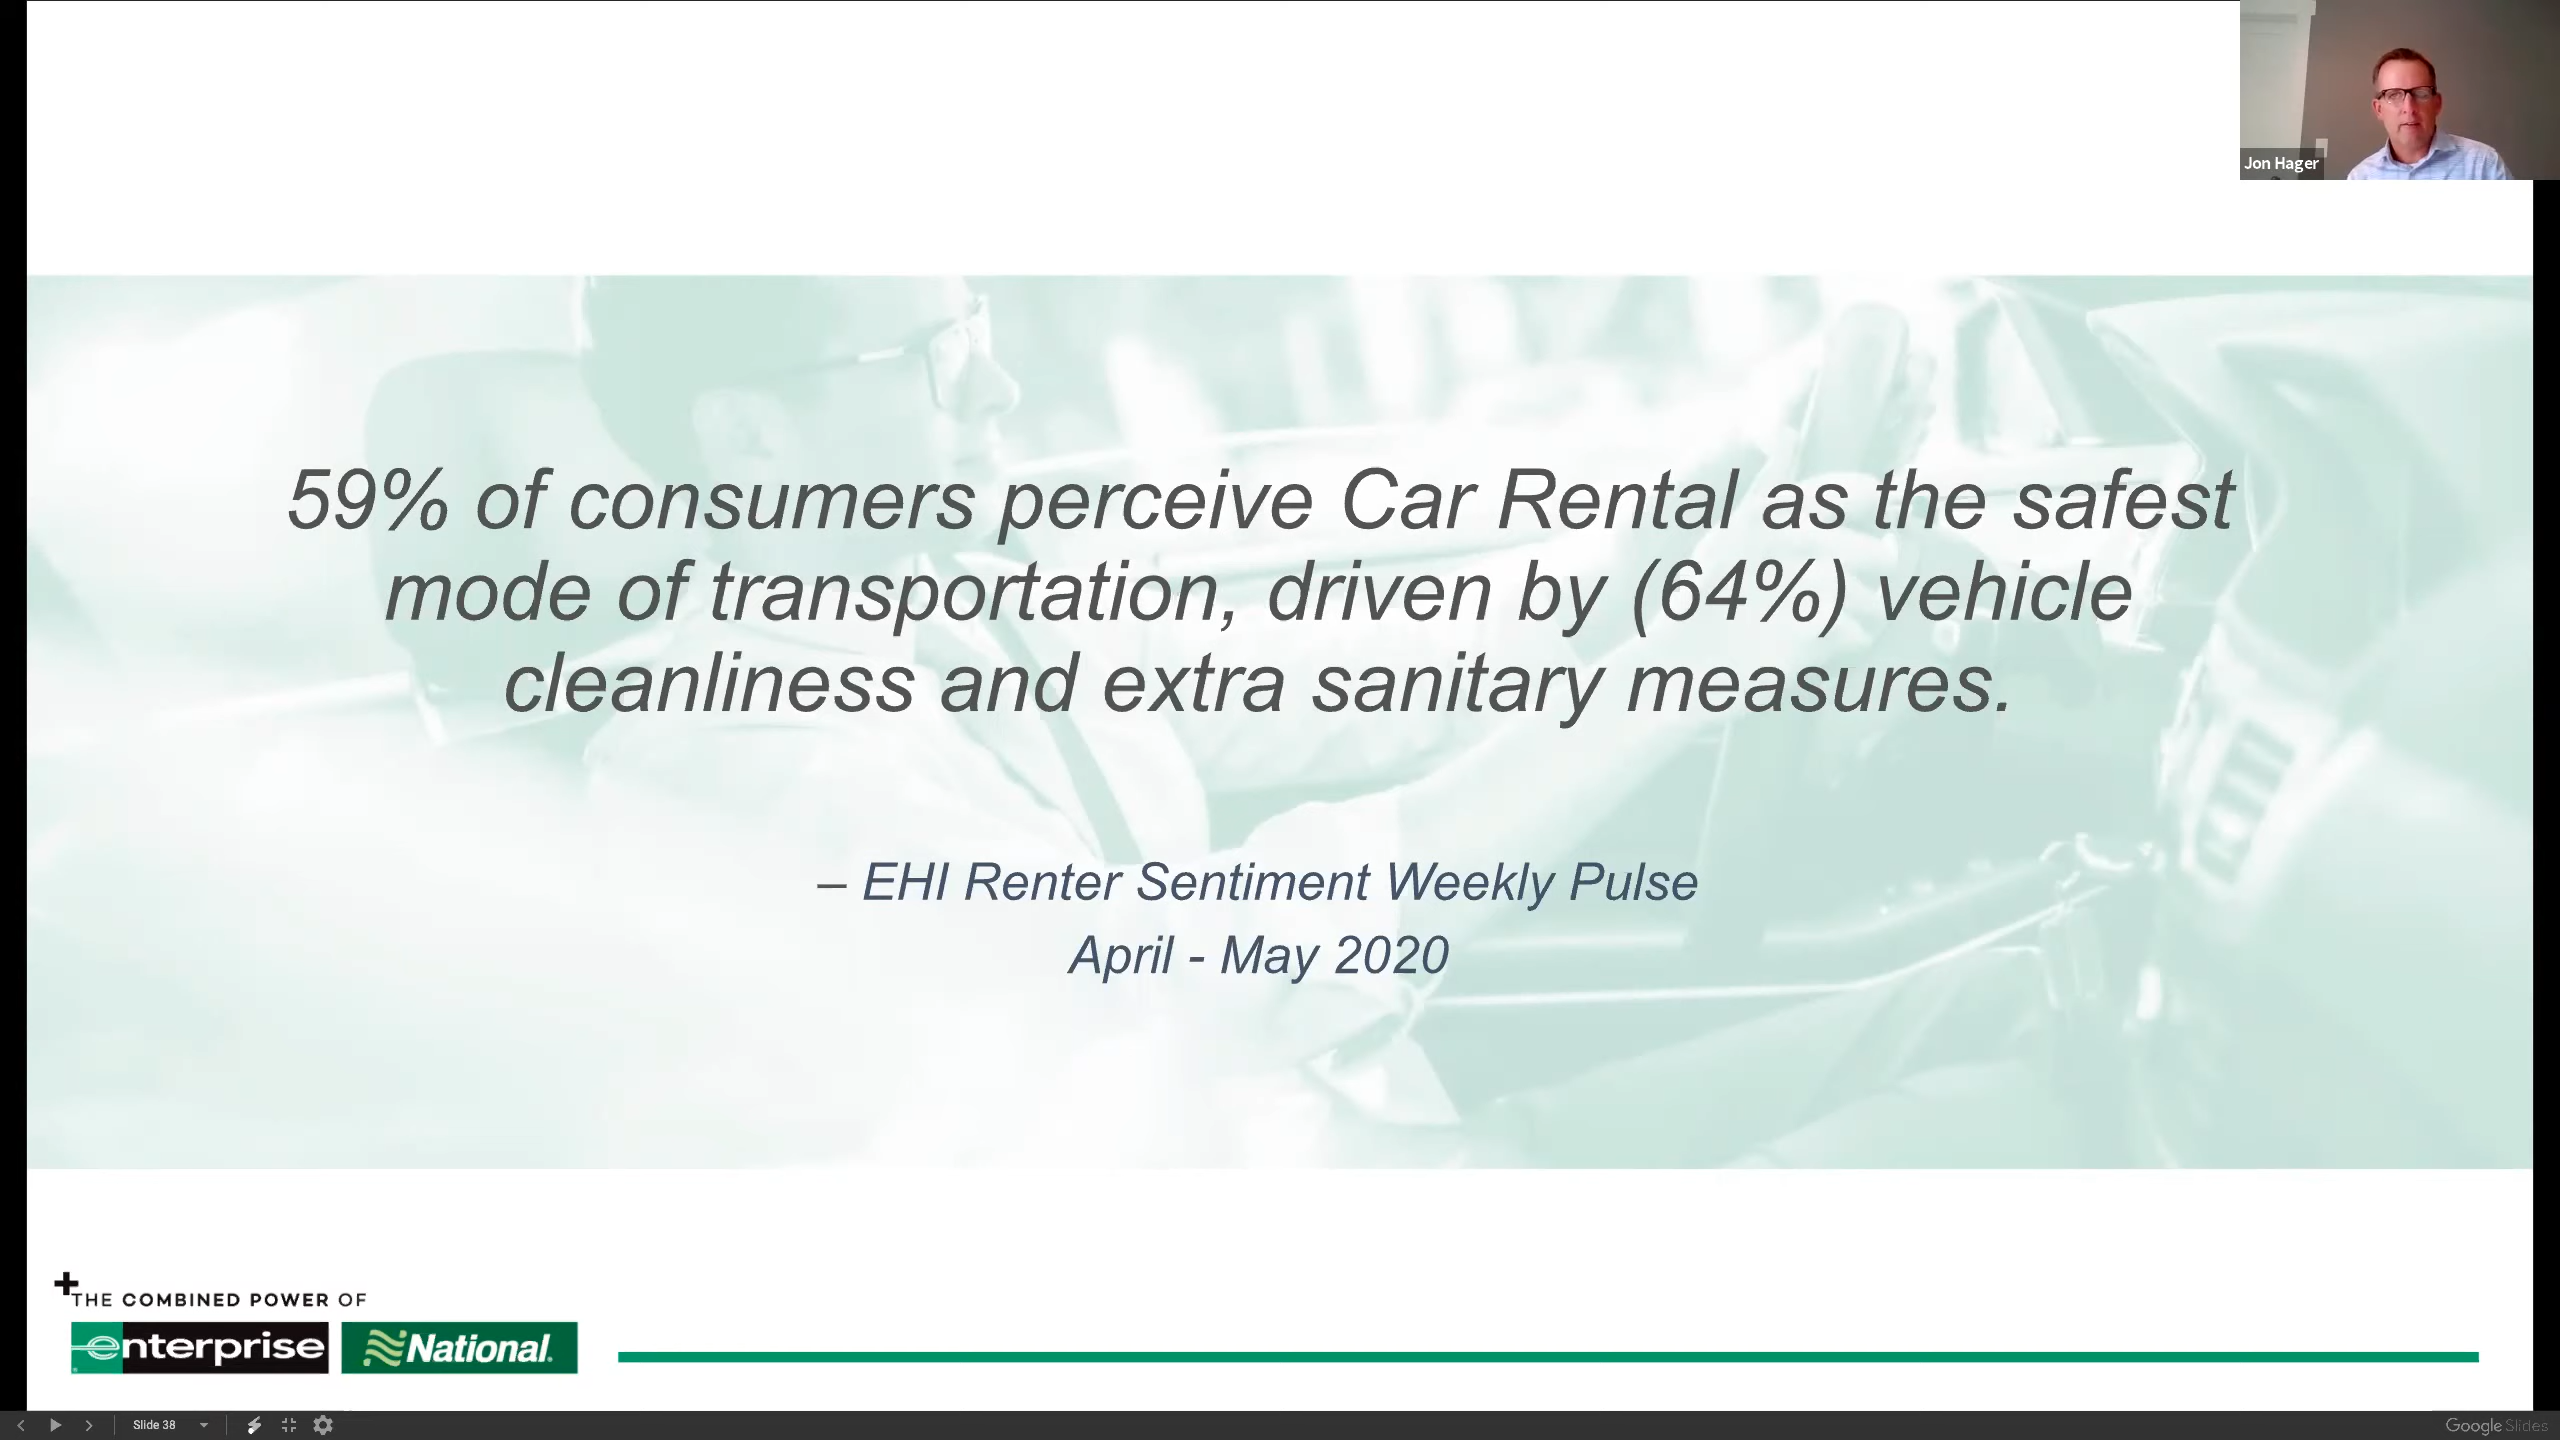 Jon Hager
59% of consumers perceive Car Rental as the safest
mode of transportation, driven by (64%) vehicle
cleanliness and extra sanitary measures.
– EHI Renter Sentiment Weekly Pulse
April - May 2020
+
THE COMBINED POWER OF
enterprise National
Slide 38
Google Slides